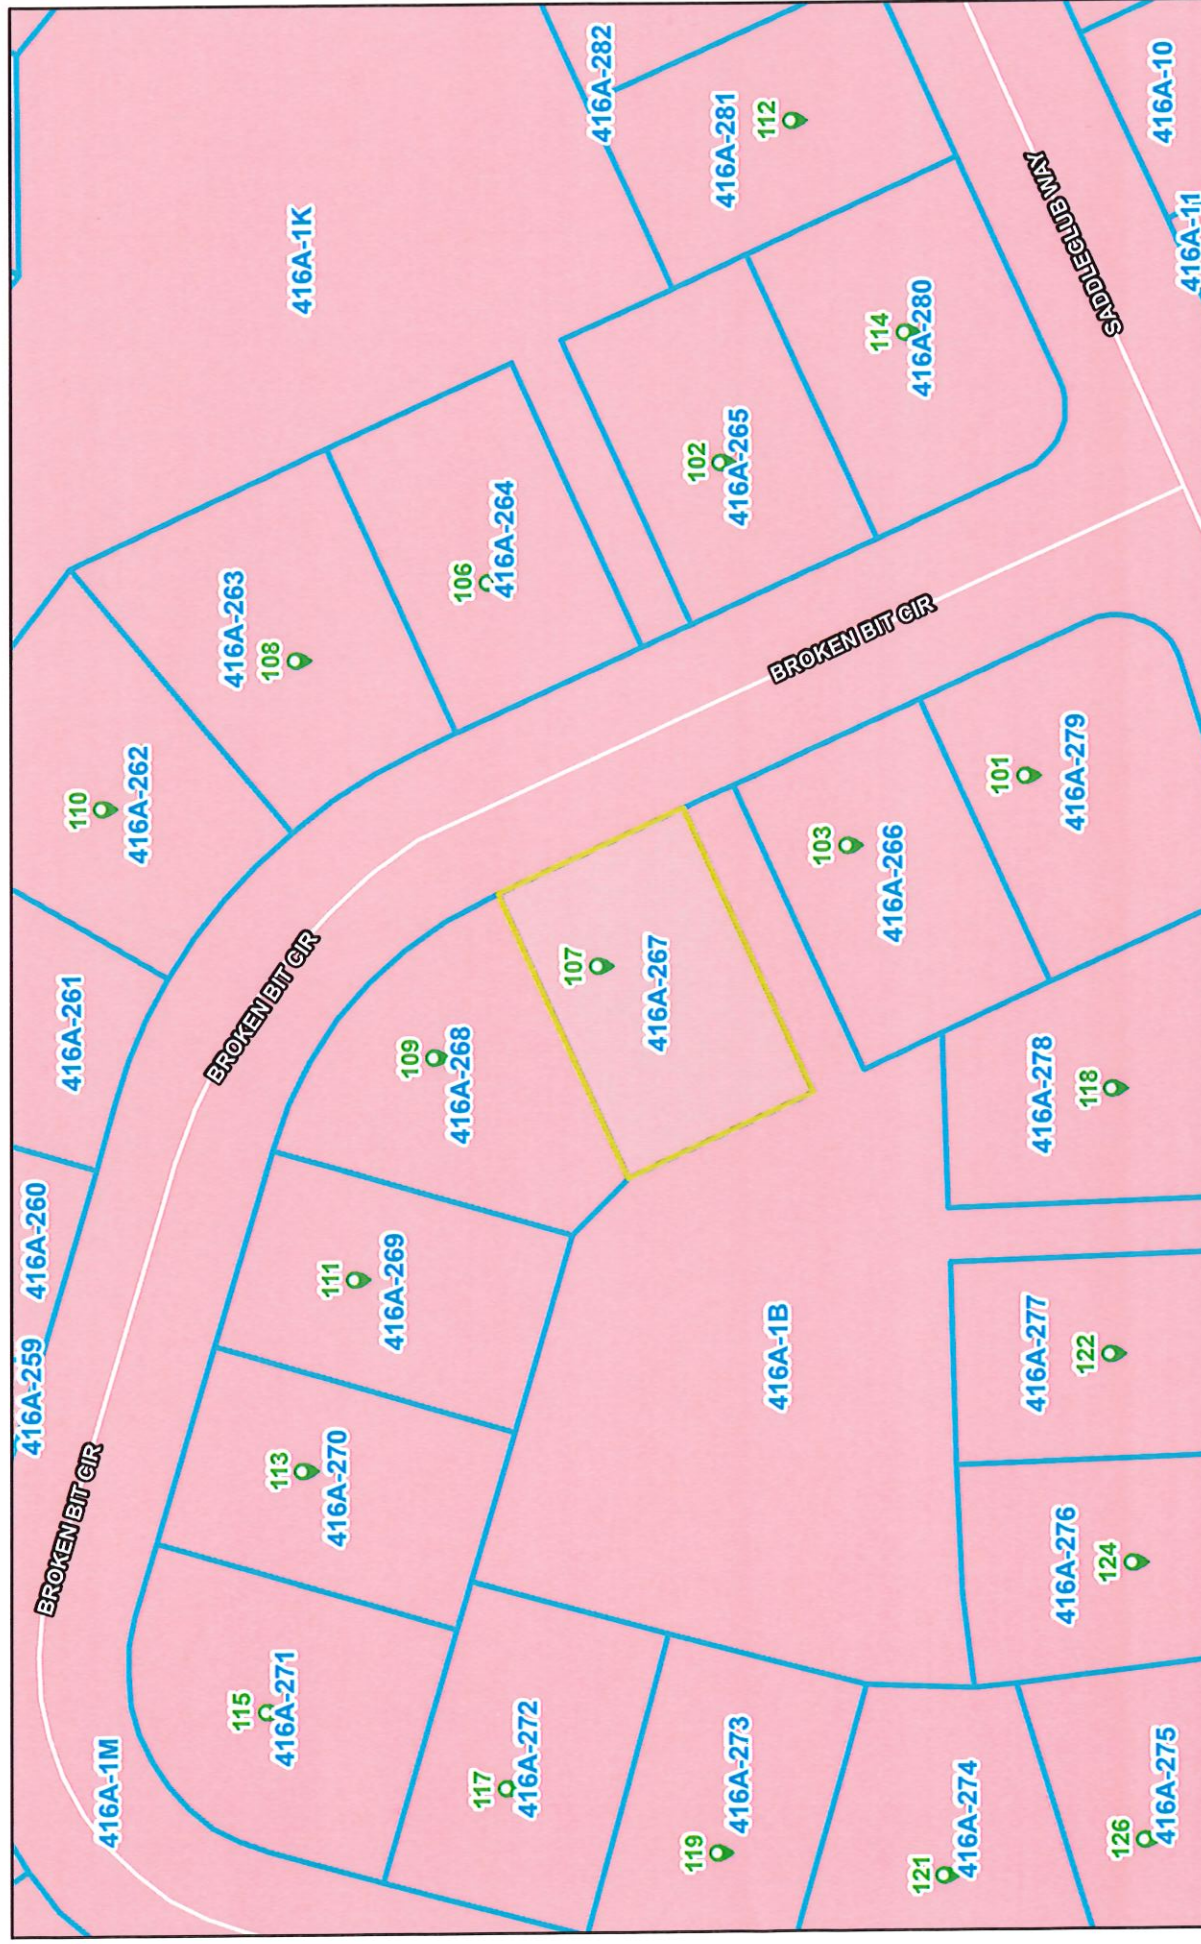 416A-259
416A-260
416A-261
110
416A-262
416A-263
108
416A-1K
416A-282
416A-281
112
416A-10
416A-11
BROKEN BIT CIR
BROKEN BIT CIR
BROKEN BIT CIR
SADDLECLUB WAY
106
416A-264
102
416A-265
114
416A-280
416A-1M
115
416A-271
113
416A-270
111
416A-269
109
416A-268
107
416A-267
103
416A-266
101
416A-279
117
416A-272
119
416A-273
121
416A-274
126
416A-275
416A-1B
416A-276
124
416A-277
122
416A-278
118